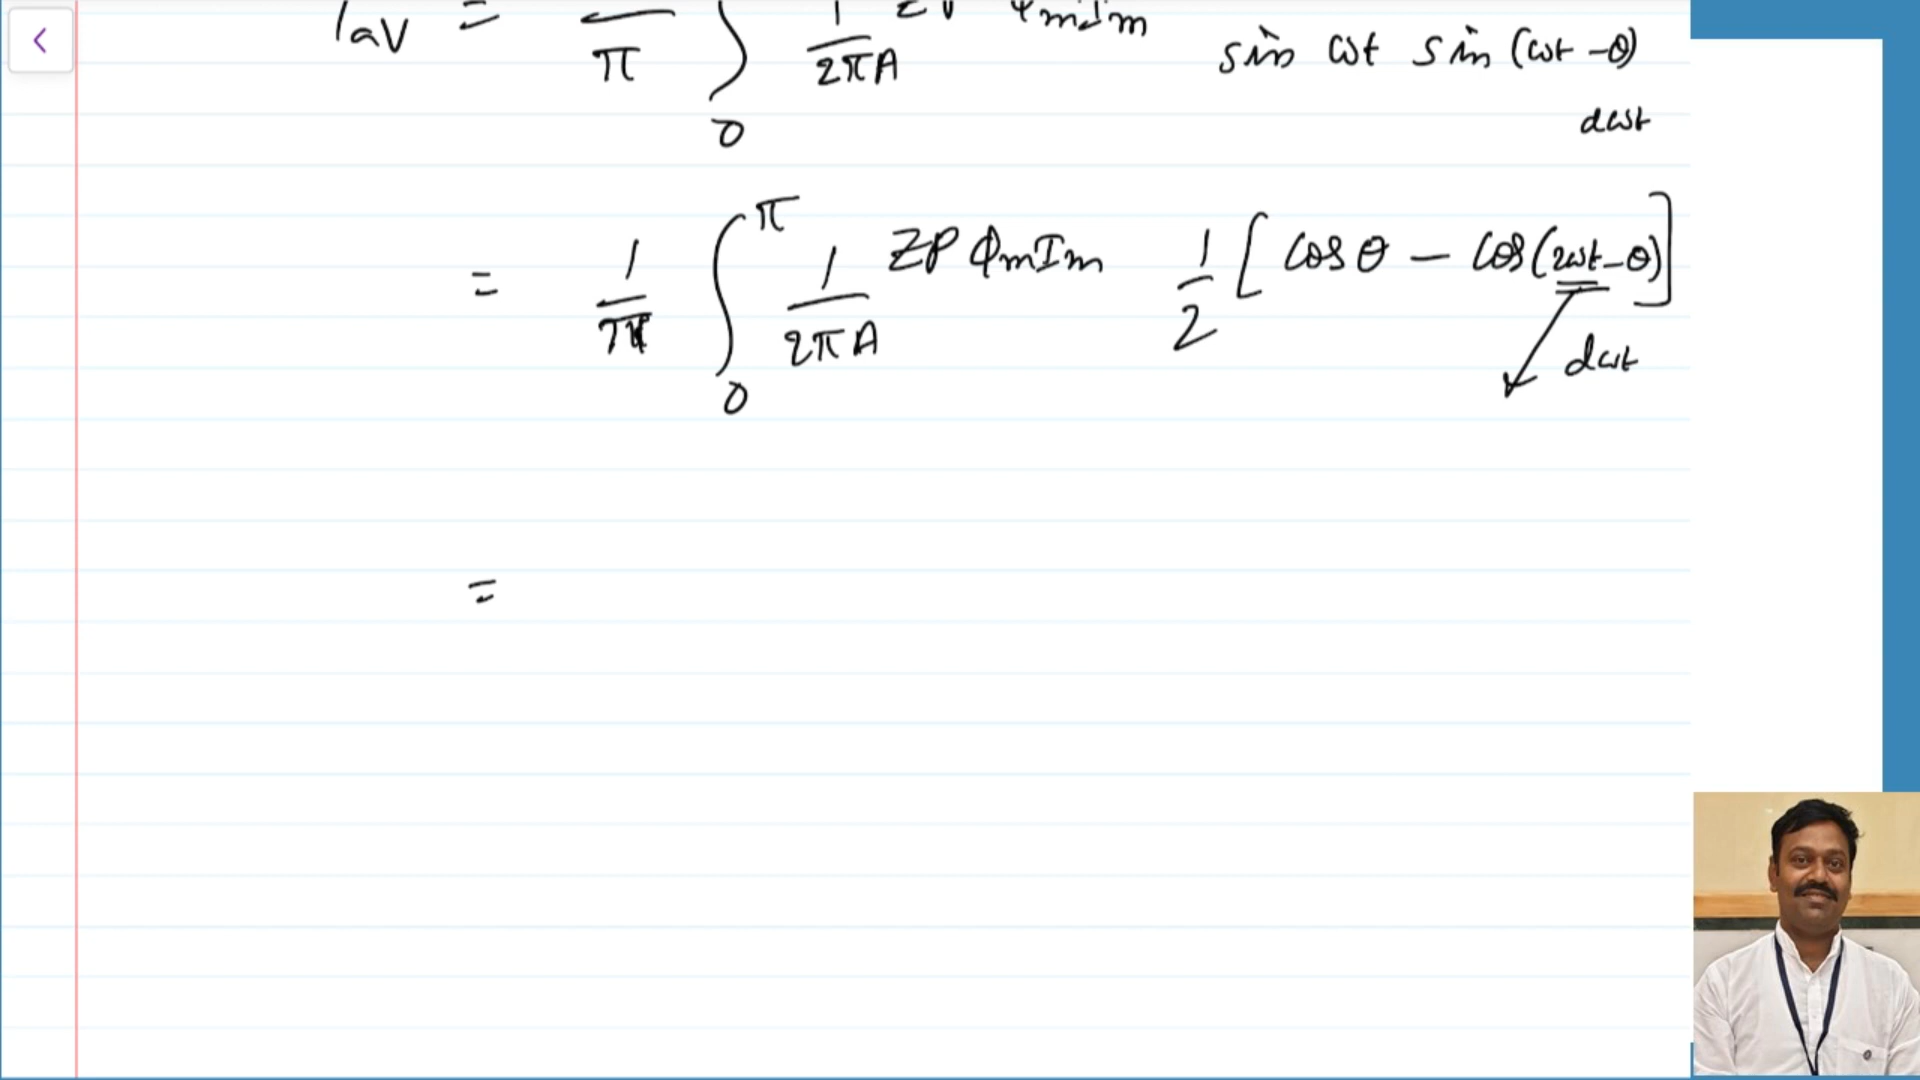 Tav = 1/π ∫₀ 1/2πA ZP ϕmIm sin ωt sin (ωt - θ)
dωt
= 1/π ∫₀^π 1/2πA ZP ϕmIm 1/2 [cos θ - cos(2ωt - θ)]
dωt
=